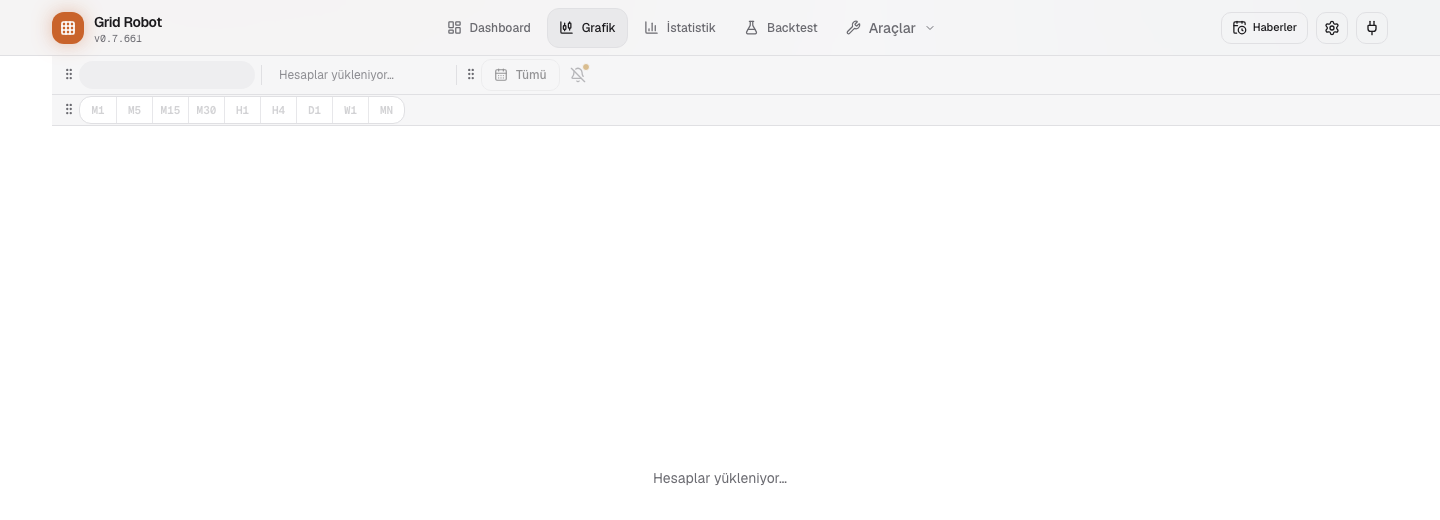 Grid Robot
v0.7.661
Dashboard
Grafik
İstatistik
Backtest
Araçlar
Haberler
Hesaplar yükleniyor…
Tümü
M1 M5 M15 M30 H1 H4 D1 W1 MN
Hesaplar yükleniyor…